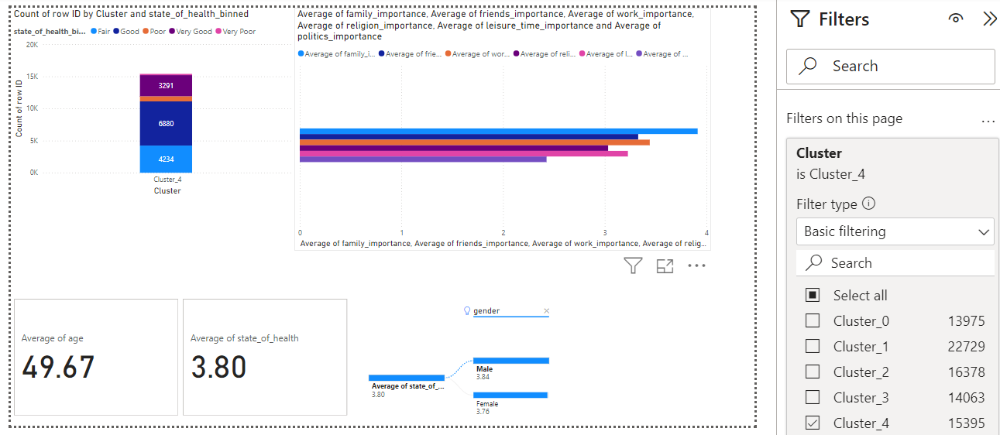 Count of row ID by Cluster and state_of_health_binned
state_of_health_bi... Fair Good Poor Very Good Very Poor
20K
15K
10K
5K
0K
Count of row ID
3291
6880
4234
Cluster_4
Cluster
Average of family_importance, Average of friends_importance, Average of work_importance,
Average of religion_importance, Average of leisure_time_importance and Average of
politics_importance
Average of family_i... Average of frie... Average of wor... Average of reli... Average of l... Average of ...
0 1 2 3 4
Average of family_importance, Average of friends_importance, Average of work_importance, Average of relig...
Average of age
49.67
Average of state_of_health
3.80
gender
Average of state_of_...
3.80
Male
3.84
Female
3.76
Filters
Search
Filters on this page
Cluster
is Cluster_4
Filter type
Basic filtering
Search
Select all
Cluster_0 13975
Cluster_1 22729
Cluster_2 16378
Cluster_3 14063
Cluster_4 15395